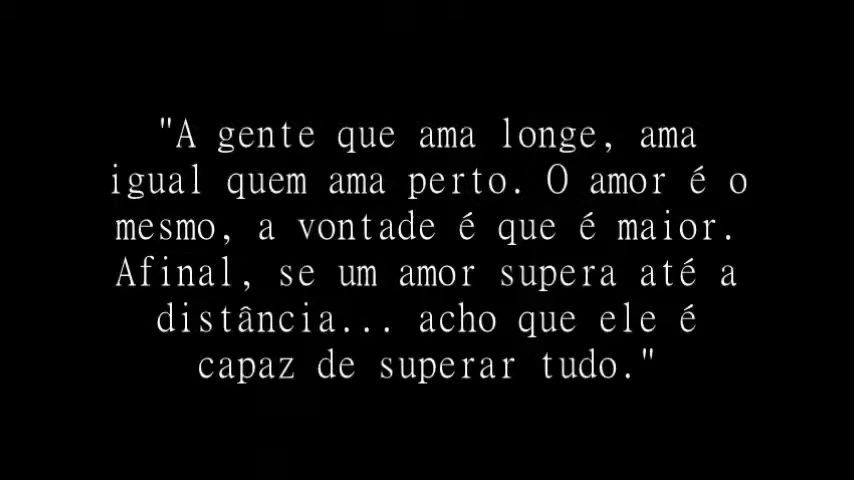 "A gente que ama longe, ama
igual quem ama perto. O amor é o
mesmo, a vontade é que é maior.
Afinal, se um amor supera até a
distância... acho que ele é
capaz de superar tudo."